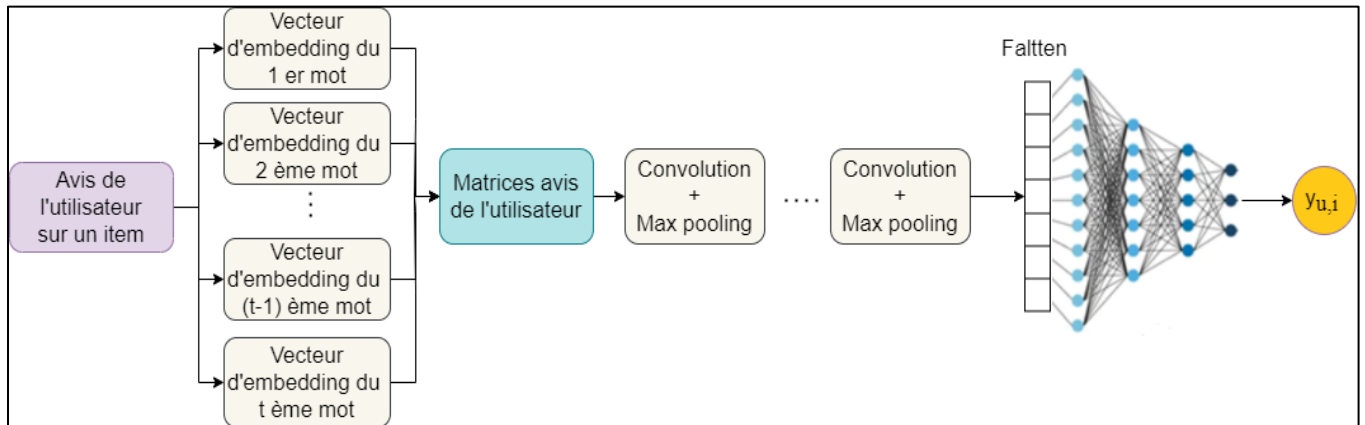 Avis de
l'utilisateur
sur un item
Vecteur
d'embedding du
1 er mot
Vecteur
d'embedding du
2 ème mot
⋮
Vecteur
d'embedding du
(t-1) ème mot
Vecteur
d'embedding du
t ème mot
Matrices avis
de l'utilisateur
Convolution
+
Max pooling
....
Convolution
+
Max pooling
Faltten
yu,i